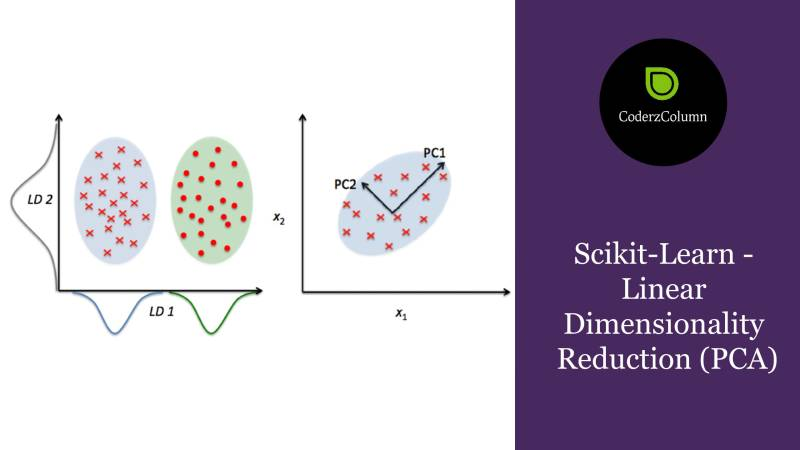 LD 2
LD 1
x2
x1
PC1
PC2
CoderzColumn
Scikit-Learn -
Linear
Dimensionality
Reduction (PCA)